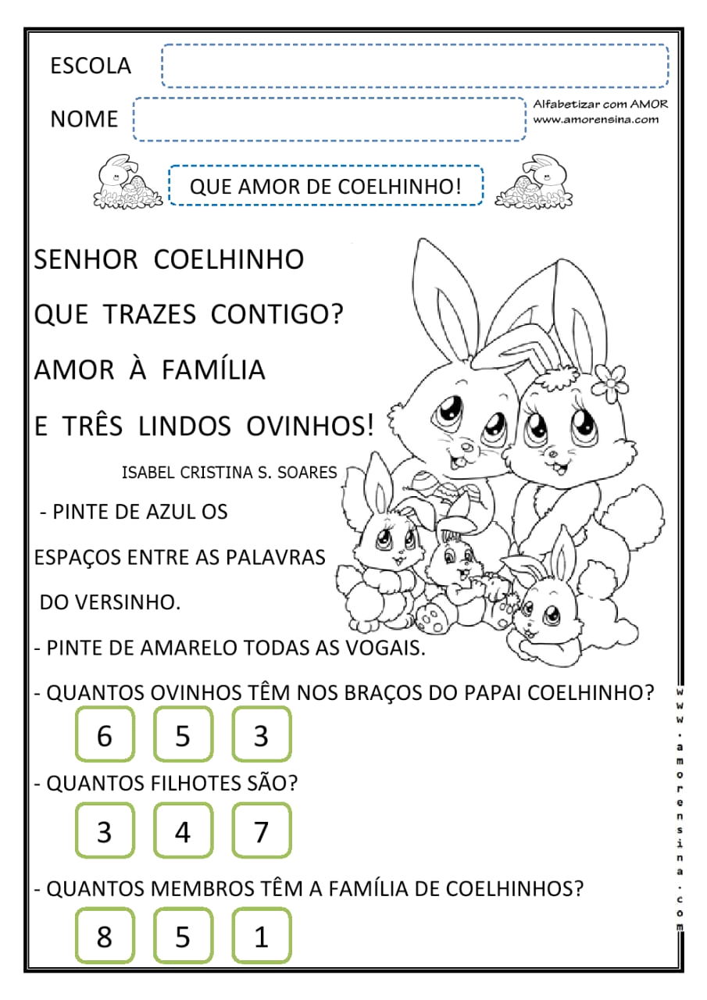 ESCOLA
NOME
Alfabetizar com AMOR
www.amorensina.com
QUE AMOR DE COELHINHO!
SENHOR COELHINHO
QUE TRAZES CONTIGO?
AMOR À FAMÍLIA
E TRÊS LINDOS OVINHOS!
ISABEL CRISTINA S. SOARES
- PINTE DE AZUL OS
ESPAÇOS ENTRE AS PALAVRAS
DO VERSINHO.
- PINTE DE AMARELO TODAS AS VOGAIS.
- QUANTOS OVINHOS TÊM NOS BRAÇOS DO PAPAI COELHINHO?
6 5 3
- QUANTOS FILHOTES SÃO?
3 4 7
- QUANTOS MEMBROS TÊM A FAMÍLIA DE COELHINHOS?
8 5 1
www.amorensina.com